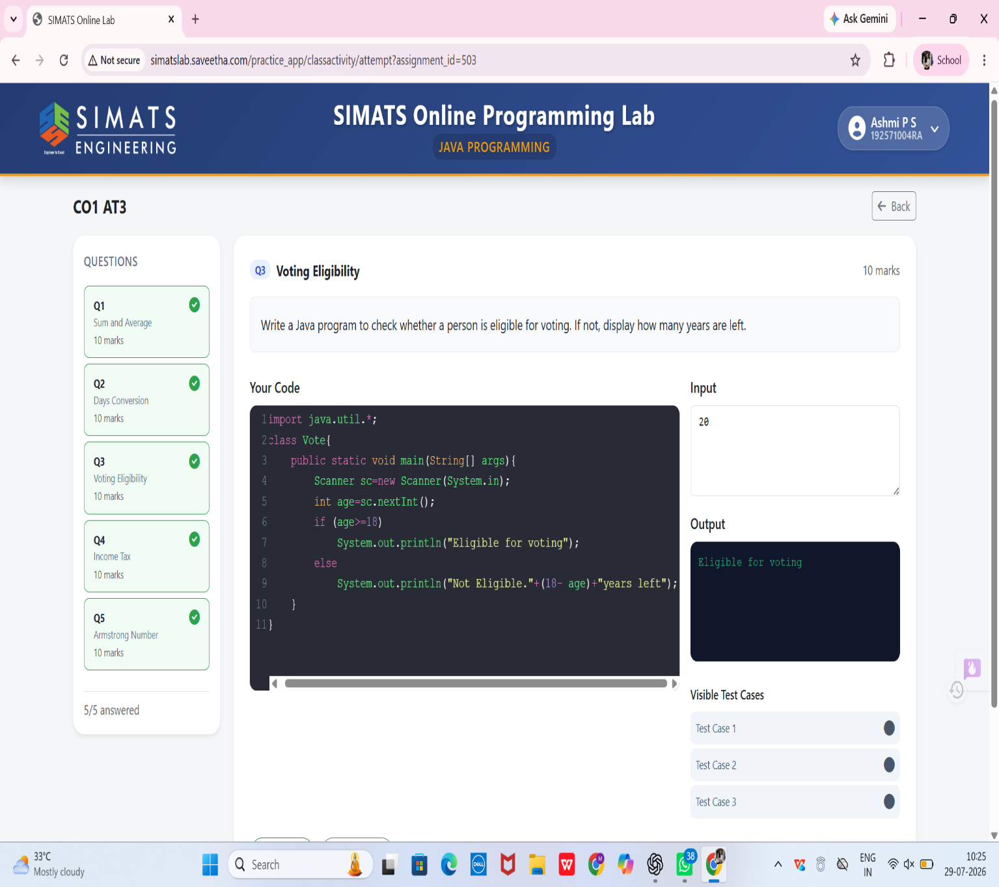 SIMATS Online Lab
Ask Gemini
Not secure
simatslab.saveetha.com/practice_app/classactivity/attempt?assignment_id=503
School
SIMATS
ENGINEERING
Engineer to Excel
SIMATS Online Programming Lab
JAVA PROGRAMMING
Ashmi P S
192571004RA
CO1 AT3
Back
QUESTIONS
Q1
Sum and Average
10 marks
Q2
Days Conversion
10 marks
Q3
Voting Eligibility
10 marks
Q4
Income Tax
10 marks
Q5
Armstrong Number
10 marks
5/5 answered
Q3 Voting Eligibility
10 marks
Write a Java program to check whether a person is eligible for voting. If not, display how many years are left.
Your Code
1 import java.util.*;
2 class Vote{
3 public static void main(String[] args){
4 Scanner sc=new Scanner(System.in);
5 int age=sc.nextInt();
6 if (age>=18)
7 System.out.println("Eligible for voting");
8 else
9 System.out.println("Not Eligible."+(18- age)+"years left");
10 }
11 }
Input
20
Output
Eligible for voting
Visible Test Cases
Test Case 1
Test Case 2
Test Case 3
33°C
Mostly cloudy
Search
DELL
W
M
38
ENG
IN
10:25
29-07-2026